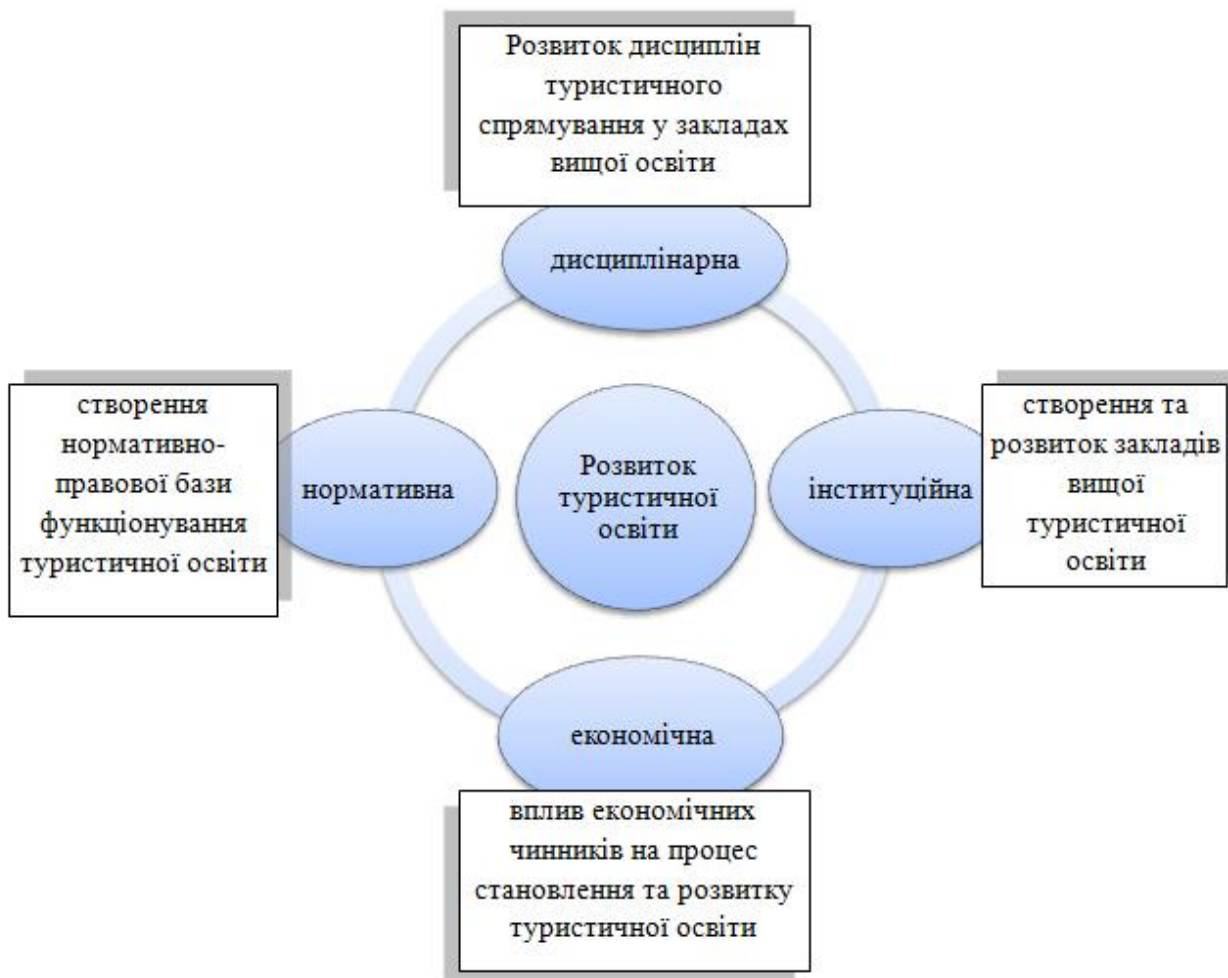 Розвиток дисциплін
туристичного
спрямування у закладах
вищої освіти
дисциплінарна
створення
нормативно-
правової бази
функціонування
туристичної освіти
нормативна
Розвиток
туристичної
освіти
інституційна
створення та
розвиток закладів
вищої
туристичної
освіти
економічна
вплив економічних
чинників на процес
становлення та розвитку
туристичної освіти